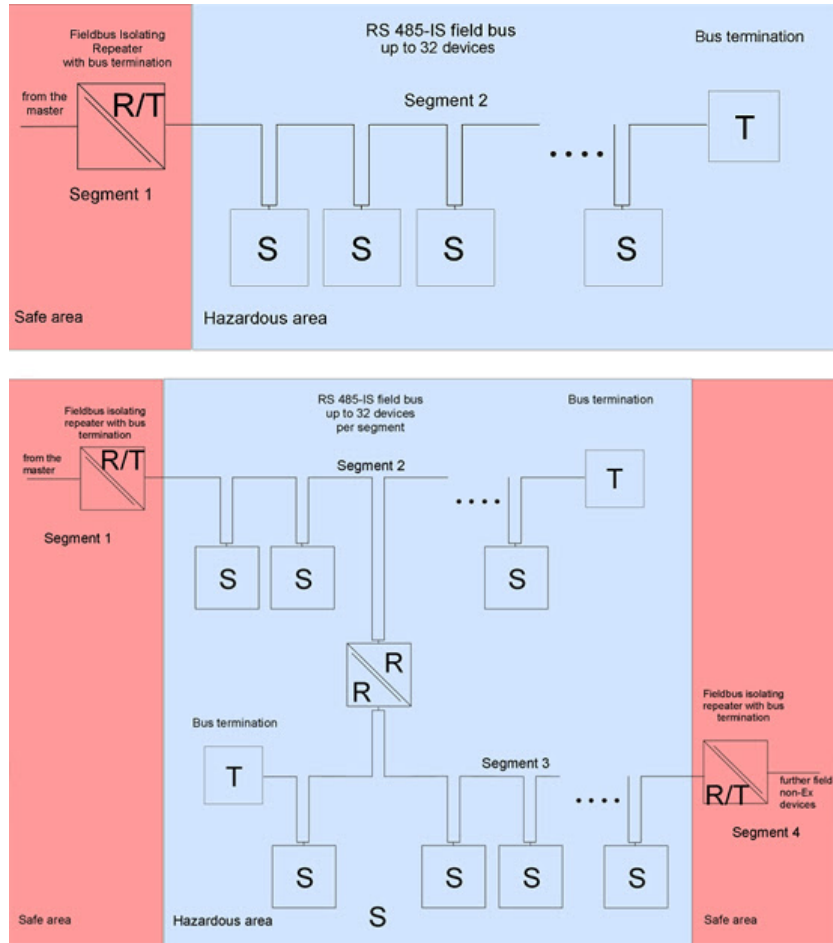 Fieldbus Isolating
Repeater
with bus termination
RS 485-IS field bus
up to 32 devices
Bus termination
from the
master
R/T
Segment 2
T
Segment 1
S
S
S
S
Safe area
Hazardous area
Fieldbus isolating
repeater with bus
termination
RS 485-IS field bus
up to 32 devices
per segment
Bus termination
from the
master
R/T
Segment 2
T
Segment 1
S
S
S
R
R
Fieldbus isolating
repeater with bus
termination
Bus termination
T
Segment 3
R/T
further field
non-Ex
devices
Segment 4
S
S
S
S
S
Safe area
Hazardous area
Safe area